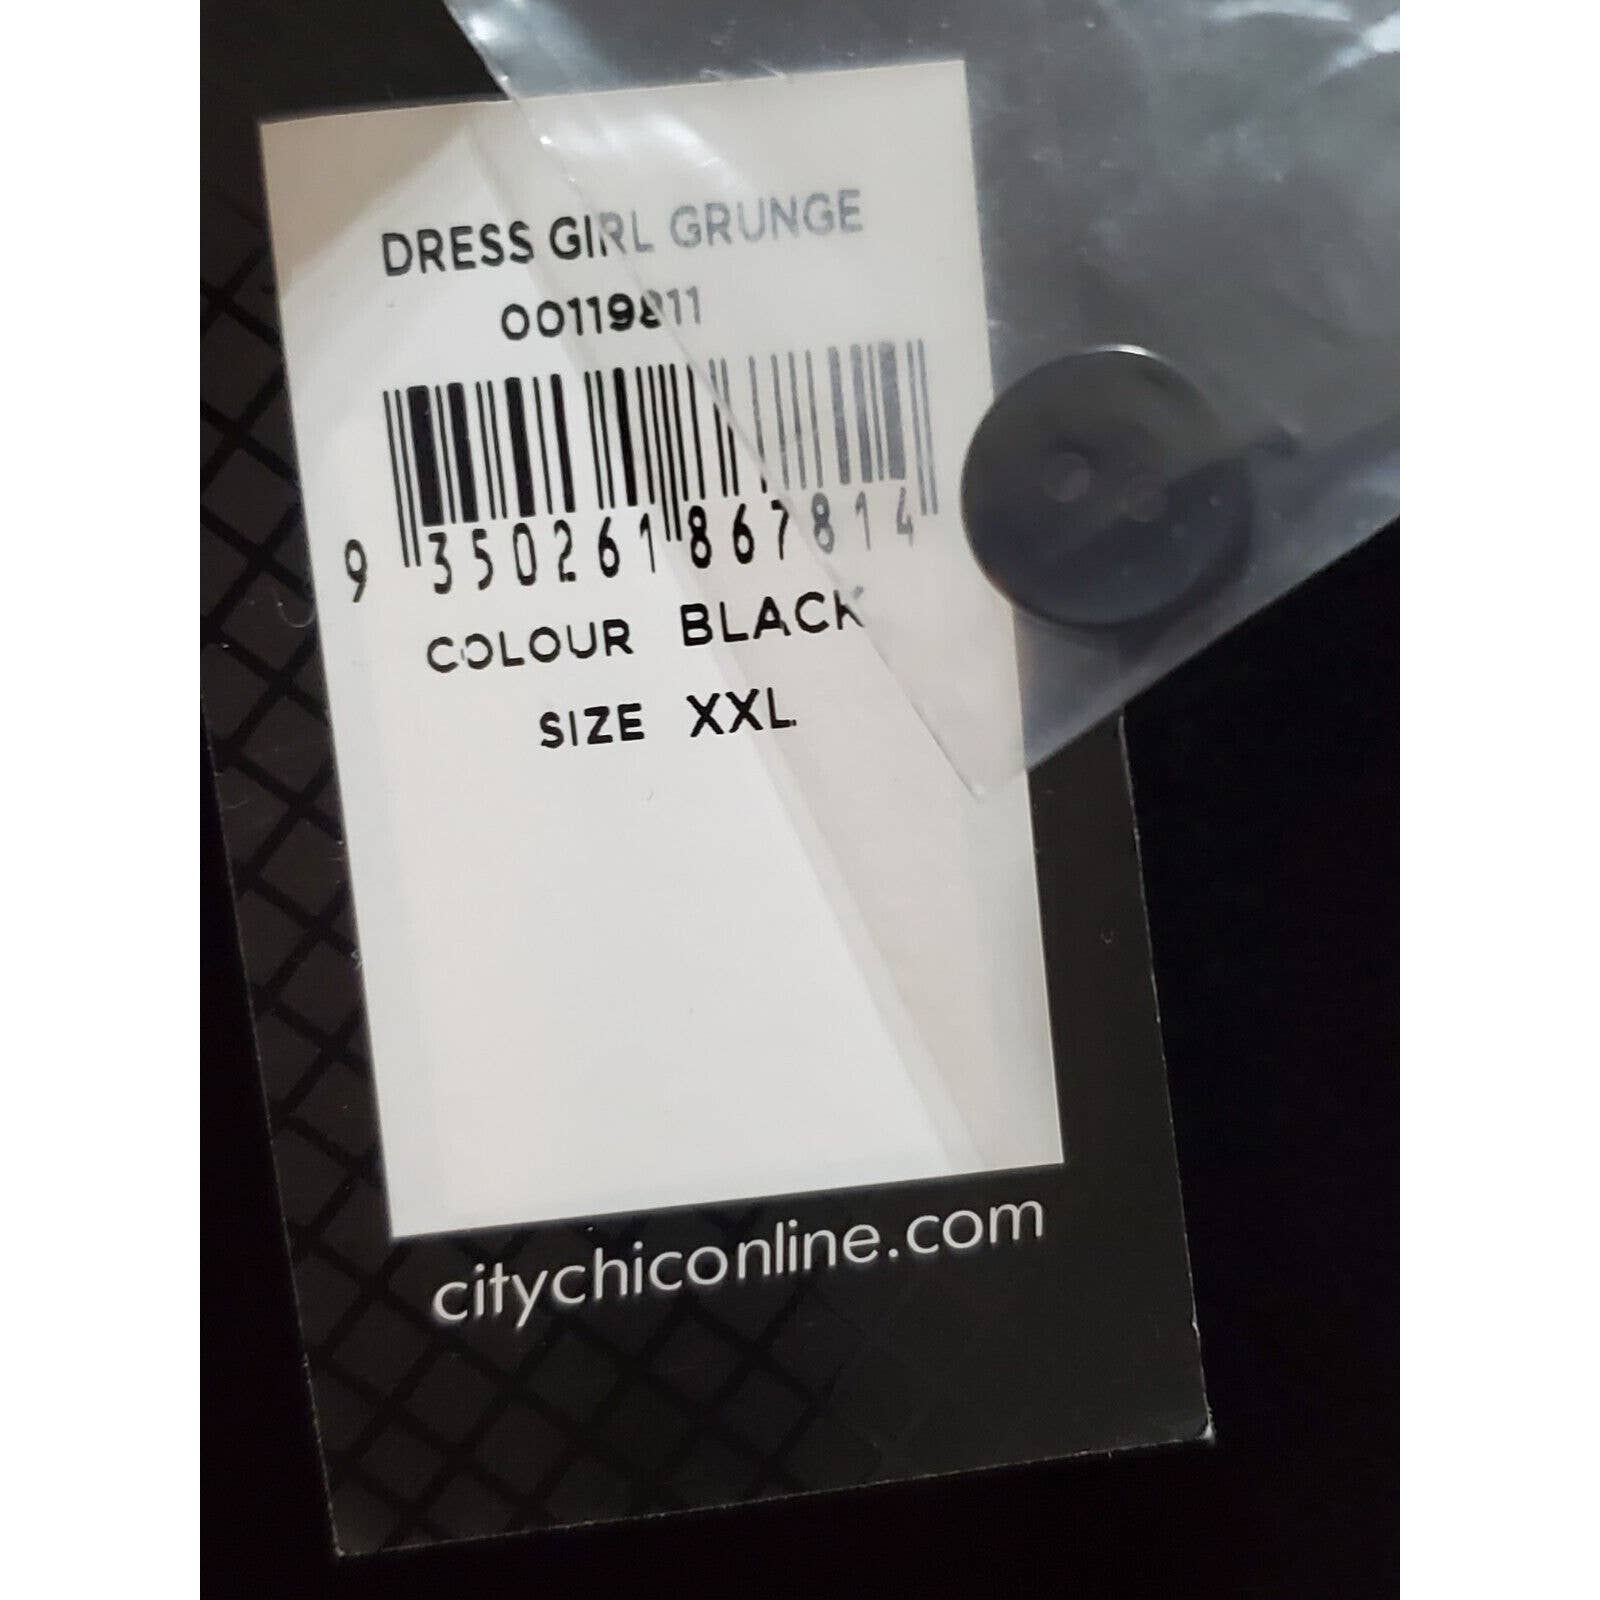 DRESS GIRL GRUNGE
00119811
9 350261 867814
COLOUR BLACK
SIZE XXL
citychiconline.com